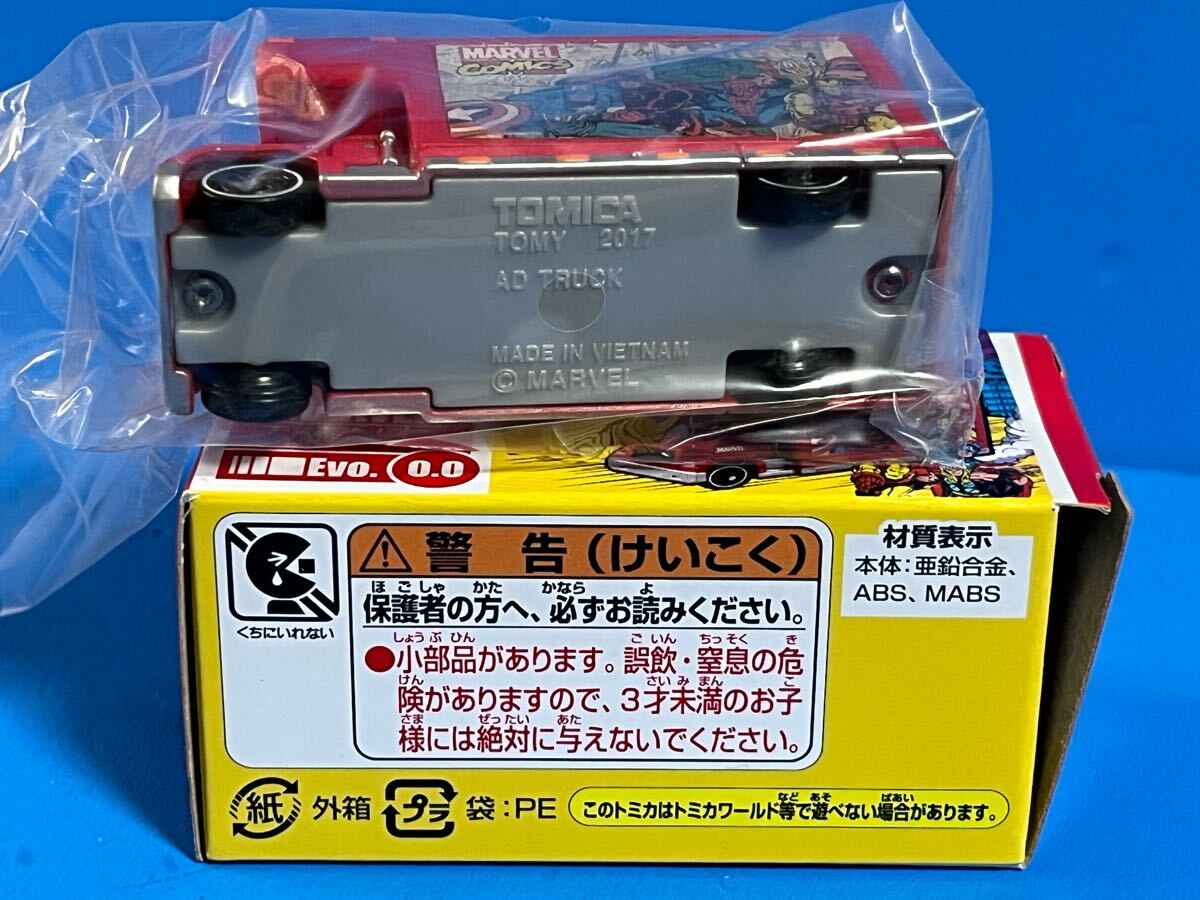 MARVEL
COMICS
TOMICA
TOMY 2017
AD TRUCK
MADE IN VIETNAM
© MARVEL
Evo. 0.0
MARVEL
くちにいれない
警告(けいこく)
ほごしゃ かた かなら よ
保護者の方へ、必ずお読みください。
しょうぶひん ごいん ちっそく き
●小部品があります。誤飲・窒息の危
けん さいみまん こ
険がありますので、3才未満のお子
さま ぜったい あた
様には絶対に与えないでください。
材質表示
本体:亜鉛合金、
ABS、MABS
紙 外箱 プラ 袋:PE
など あそ ばあい
このトミカはトミカワールド等で遊べない場合があります。